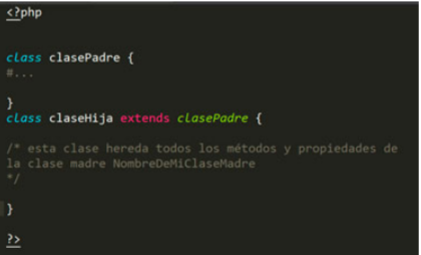 <?php
class clasePadre {
#...
}
class claseHija extends clasePadre {
/* esta clase hereda todos los métodos y propiedades de
la clase madre NombreDeMiClaseMadre
*/
}
?>